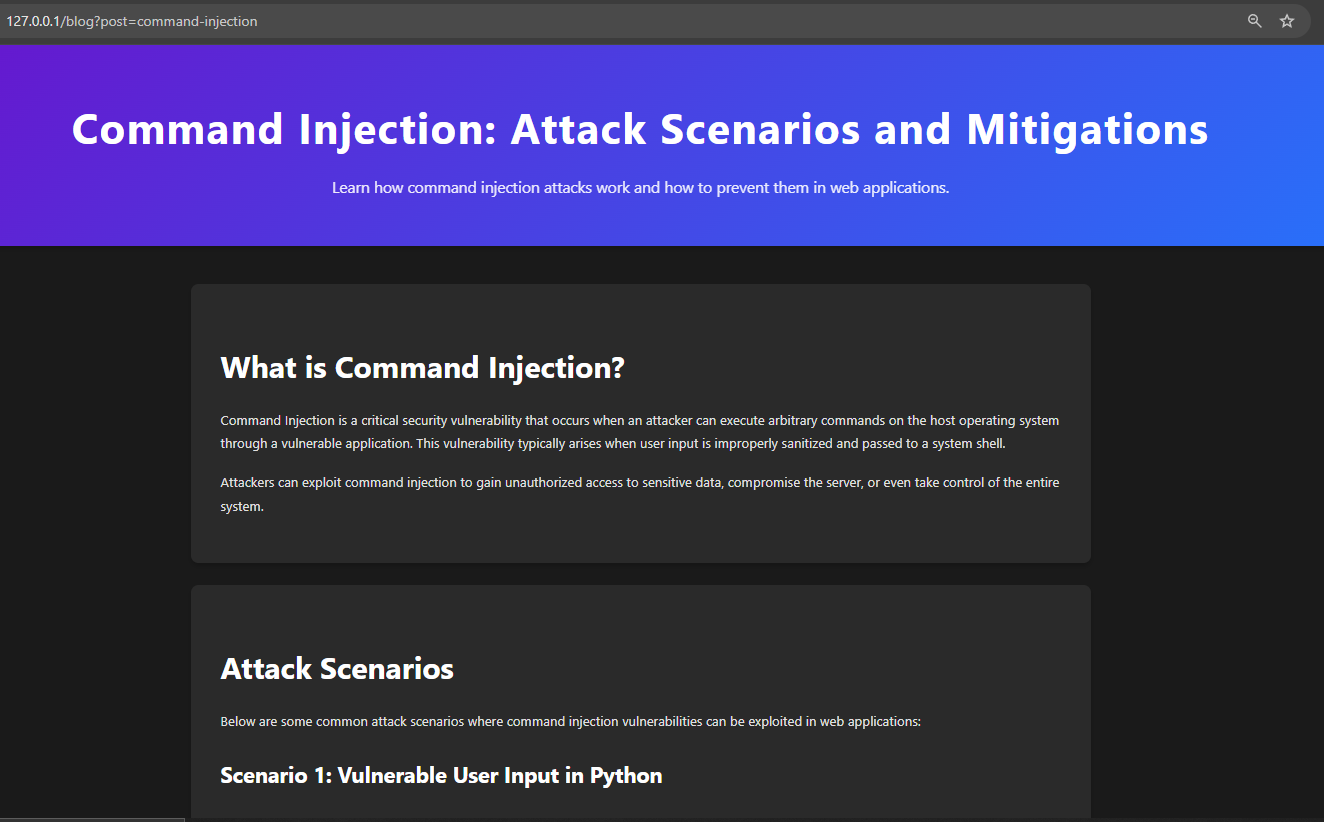 127.0.0.1/blog?post=command-injection
Command Injection: Attack Scenarios and Mitigations
Learn how command injection attacks work and how to prevent them in web applications.
What is Command Injection?
Command Injection is a critical security vulnerability that occurs when an attacker can execute arbitrary commands on the host operating system
through a vulnerable application. This vulnerability typically arises when user input is improperly sanitized and passed to a system shell.
Attackers can exploit command injection to gain unauthorized access to sensitive data, compromise the server, or even take control of the entire
system.
Attack Scenarios
Below are some common attack scenarios where command injection vulnerabilities can be exploited in web applications:
Scenario 1: Vulnerable User Input in Python